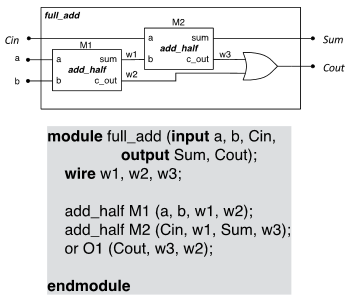 full_add
M2
Cin
a
sum
Sum
M1
add_half
a
a
sum
w1
b
c_out
w3
Cout
add_half
b
b
c_out
w2
module full_add (input a, b, Cin,
output Sum, Cout);
wire w1, w2, w3;
add_half M1 (a, b, w1, w2);
add_half M2 (Cin, w1, Sum, w3);
or O1 (Cout, w3, w2);
endmodule